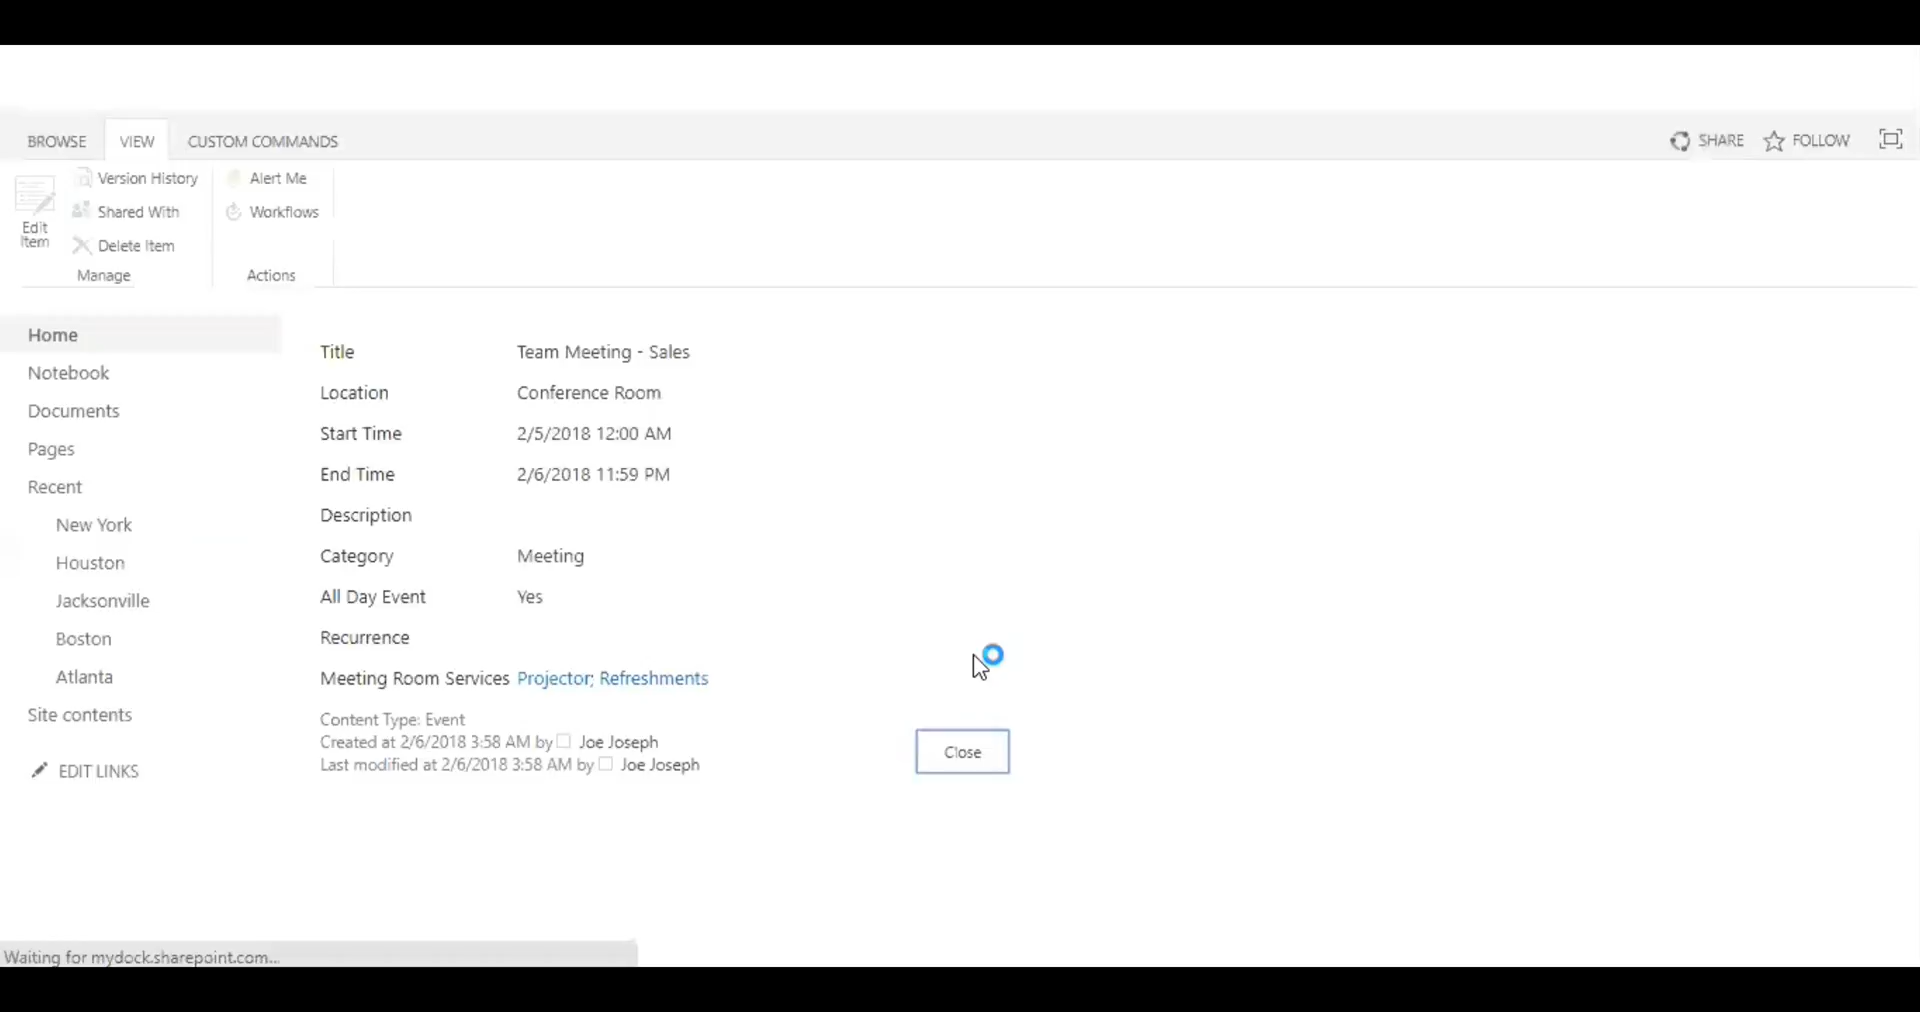 BROWSE VIEW CUSTOM COMMANDS SHARE FOLLOW
Version History Alert Me
Shared With Workflows
Edit Item
Delete Item
Manage Actions
Home
Notebook
Documents
Pages
Recent
New York
Houston
Jacksonville
Boston
Atlanta
Site contents
EDIT LINKS
Title Team Meeting - Sales
Location Conference Room
Start Time 2/5/2018 12:00 AM
End Time 2/6/2018 11:59 PM
Description
Category Meeting
All Day Event Yes
Recurrence
Meeting Room Services Projector; Refreshments
Content Type: Event
Created at 2/6/2018 3:58 AM by Joe Joseph
Last modified at 2/6/2018 3:58 AM by Joe Joseph
Close
Waiting for mydock.sharepoint.com...